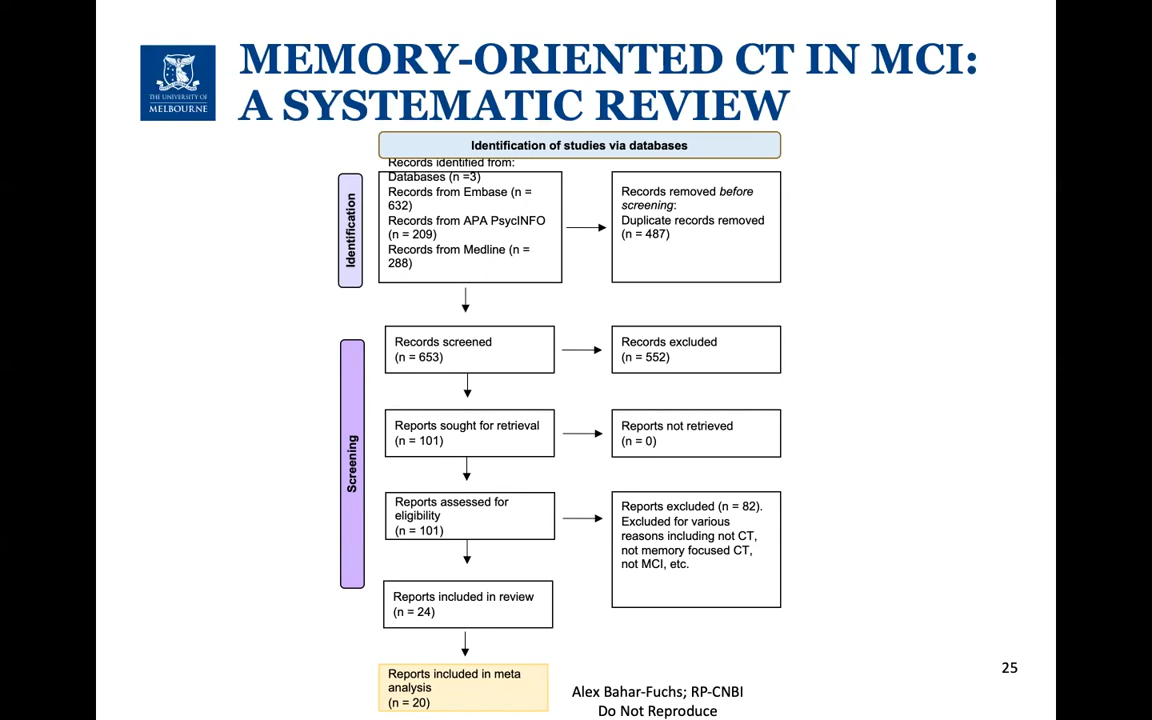 THE UNIVERSITY OF
MELBOURNE
MEMORY-ORIENTED CT IN MCI:
A SYSTEMATIC REVIEW
Identification of studies via databases
Identification
Records identified from:
Databases (n =3)
Records from Embase (n =
632)
Records from APA PsycINFO
(n = 209)
Records from Medline (n =
288)
Records removed before
screening:
Duplicate records removed
(n = 487)
Screening
Records screened
(n = 653)
Records excluded
(n = 552)
Reports sought for retrieval
(n = 101)
Reports not retrieved
(n = 0)
Reports assessed for
eligibility
(n = 101)
Reports excluded (n = 82).
Excluded for various
reasons including not CT,
not memory focused CT,
not MCI, etc.
Reports included in review
(n = 24)
Reports included in meta
analysis
(n = 20)
Alex Bahar-Fuchs; RP-CNBI
Do Not Reproduce
25